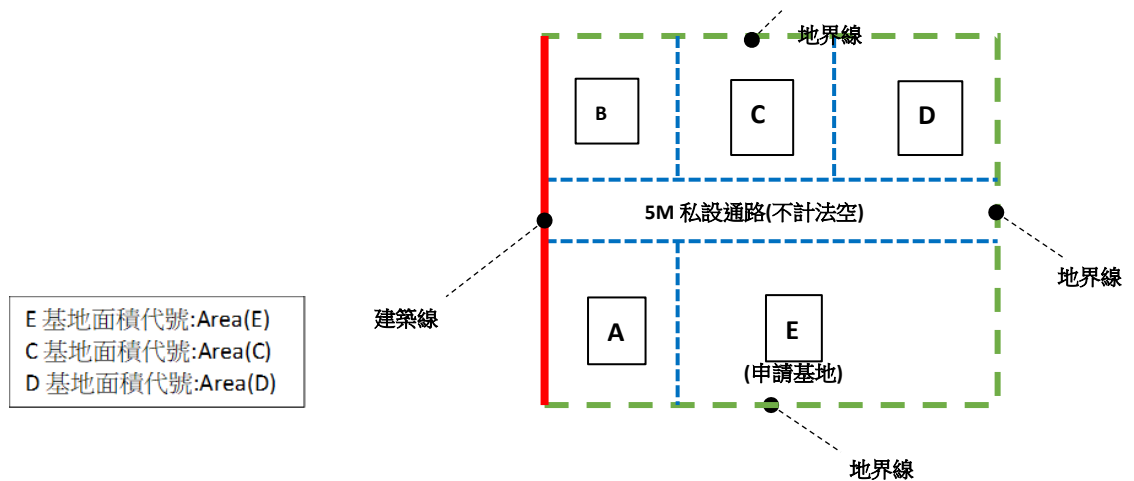 地界線
B
C
D
5M 私設通路(不計法空)
地界線
建築線
E 基地面積代號:Area(E)
C 基地面積代號:Area(C)
D 基地面積代號:Area(D)
A
E
(申請基地)
地界線